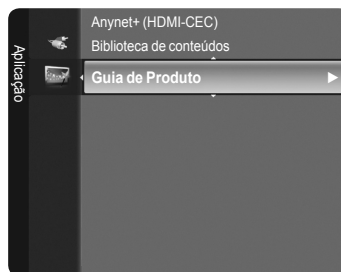 Aplicação
Anynet+ (HDMI-CEC)
Biblioteca de conteúdos
Guia de Produto